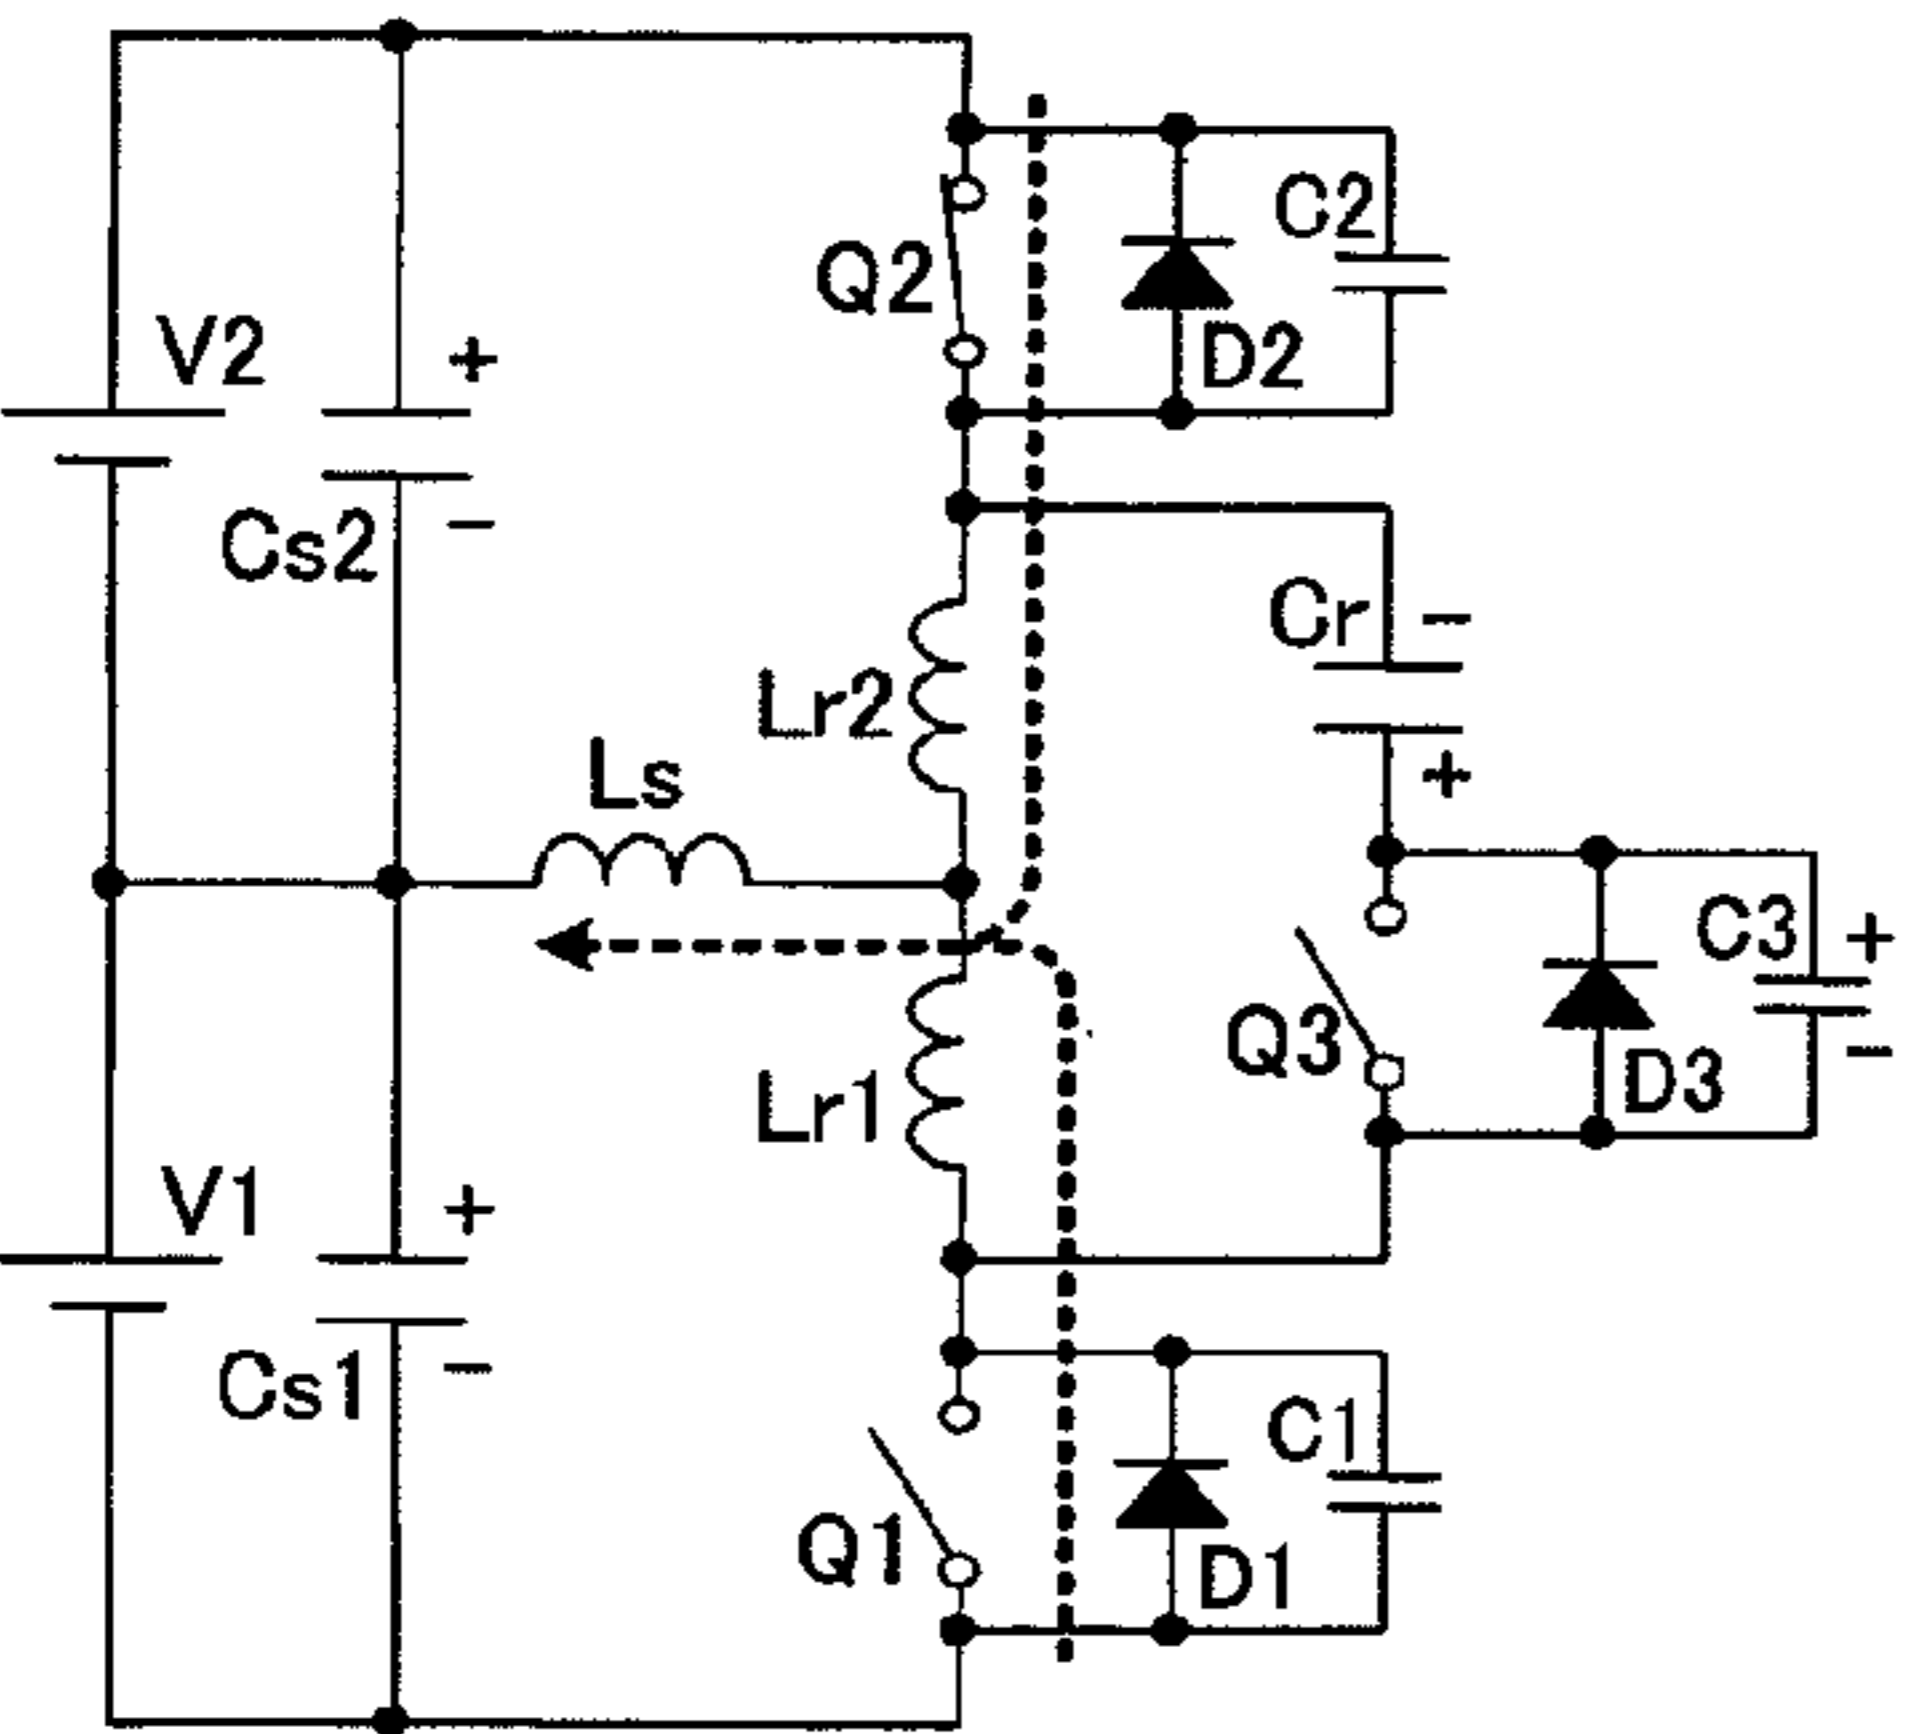 C2
Q2
D2
V2
+
−
Cs2
Cr
−
+
Lr2
Ls
C3
+
−
Q3
D3
Lr1
V1
+
−
Cs1
C1
Q1
D1